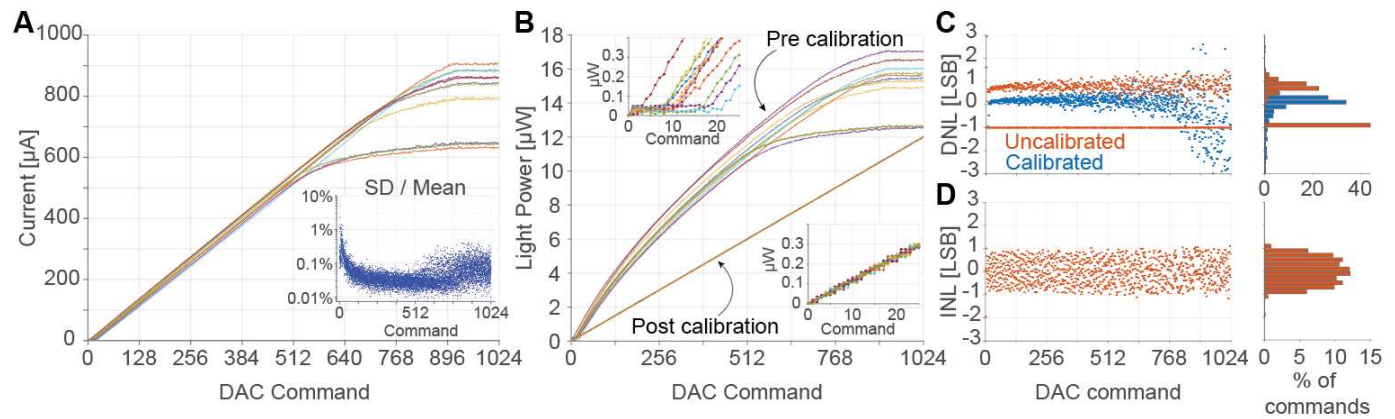 A
Current [µA]
1000
800
600
400
200
0
0 128 256 384 512 640 768 896 1024
DAC Command
SD / Mean
10%
1%
0.1%
0.01%
0 512 1024
Command
B
Light Power [µW]
18
16
14
12
10
8
6
4
2
0
0 256 512 768 1024
DAC Command
µW
0.4
0.3
0.2
0.1
0
0 10 20
Command
Pre calibration
µW
0.3
0.2
0.1
0
0 10 20
Command
Post calibration
C
DNL [LSB]
3
2
1
0
-1
-2
-3
Uncalibrated
Calibrated
0 20 40
D
INL [LSB]
3
2
1
0
-1
-2
-3
0 256 512 768 1024
DAC command
0 5 10 15
% of
commands